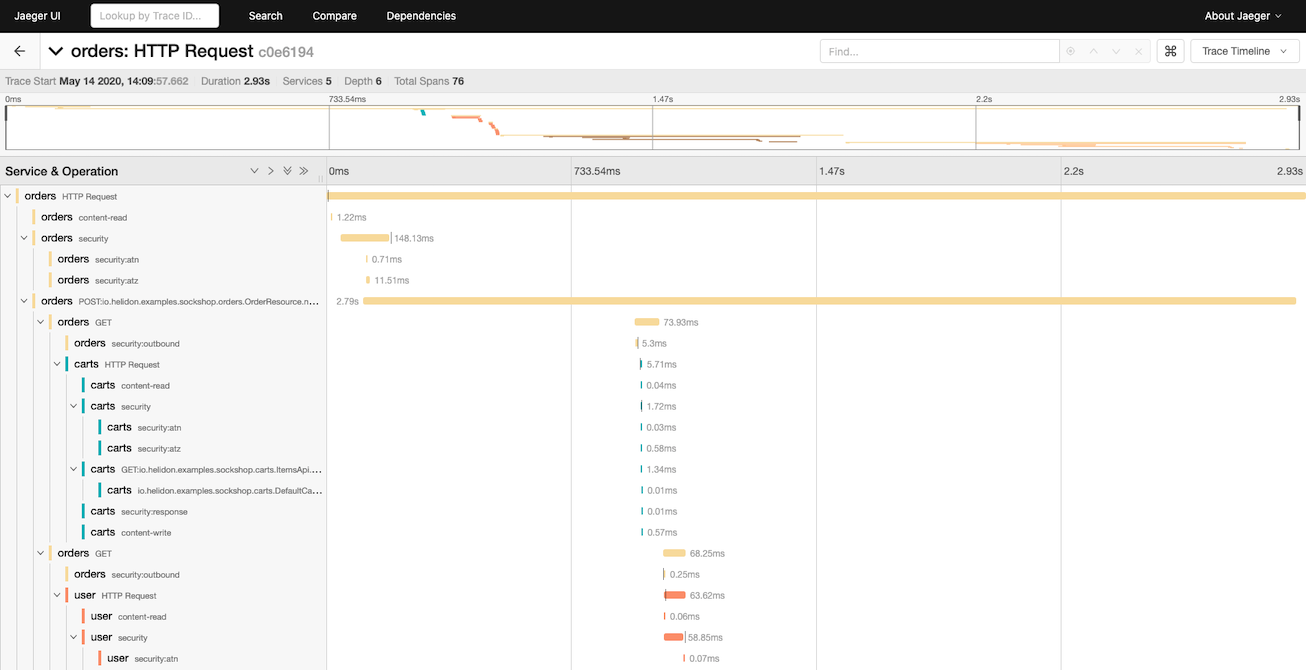 Jaeger UI Lookup by Trace ID... Search Compare Dependencies About Jaeger
orders: HTTP Request c0e6194 Find... ⌘ Trace Timeline
Trace Start May 14 2020, 14:09:57.662 Duration 2.93s Services 5 Depth 6 Total Spans 76
0ms 733.54ms 1.47s 2.2s 2.93s
Service & Operation 0ms 733.54ms 1.47s 2.2s 2.93s
orders HTTP Request
orders content-read 1.22ms
orders security 148.13ms
orders security:atn 0.71ms
orders security:atz 11.51ms
orders POST:io.helidon.examples.sockshop.orders.OrderResource.n... 2.79s
orders GET 73.93ms
orders security:outbound 5.3ms
carts HTTP Request 5.71ms
carts content-read 0.04ms
carts security 1.72ms
carts security:atn 0.03ms
carts security:atz 0.58ms
carts GET:io.helidon.examples.sockshop.carts.ItemsApi.... 1.34ms
carts io.helidon.examples.sockshop.carts.DefaultCa... 0.01ms
carts security:response 0.01ms
carts content-write 0.57ms
orders GET 68.25ms
orders security:outbound 0.25ms
user HTTP Request 63.62ms
user content-read 0.06ms
user security 58.85ms
user security:atn 0.07ms